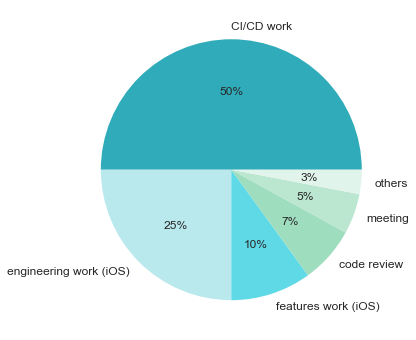 CI/CD work
50%
3%
others
5%
meeting
7%
25%
10%
code review
engineering work (iOS)
features work (iOS)